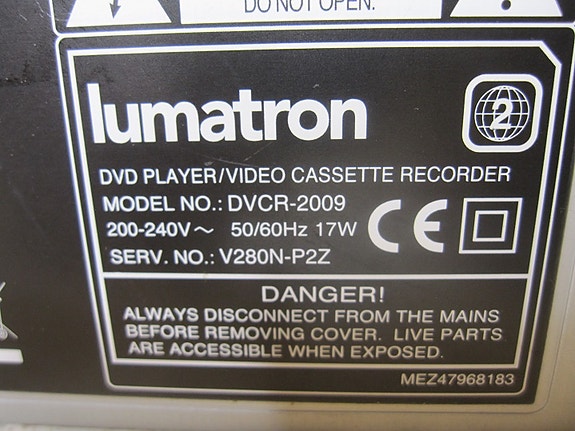 DO NOT OPEN.
lumatron
2
DVD PLAYER/VIDEO CASSETTE RECORDER
MODEL NO.: DVCR-2009
200-240V ~ 50/60Hz 17W
CE
SERV. NO.: V280N-P2Z
DANGER!
ALWAYS DISCONNECT FROM THE MAINS
BEFORE REMOVING COVER. LIVE PARTS
ARE ACCESSIBLE WHEN EXPOSED.
MEZ47968183